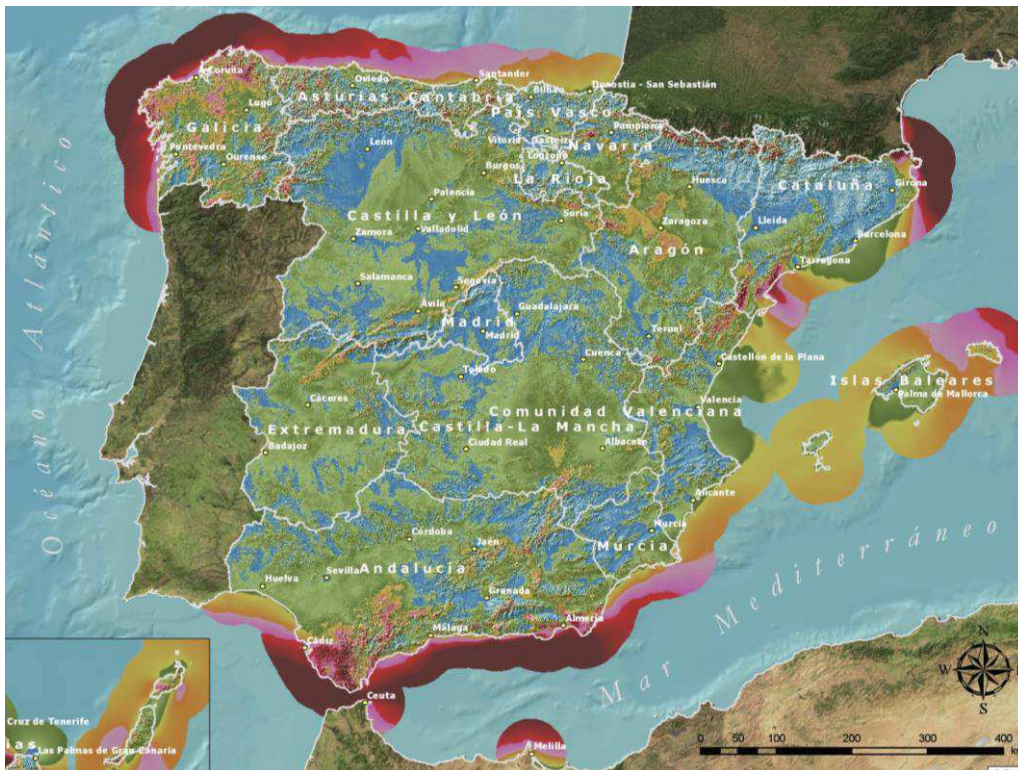 Coruña
Oviedo
Santander
Bilbao
Donostia - San Sebastián
Asturias
Cantabria
Lugo
País Vasco
Galicia
Vitoria
Gasteiz
Pamplona
Navarra
Pontevedra
Ourense
León
Logroño
Burgos
La Rioja
Huesca
Cataluña
Girona
Palencia
Castilla y León
Soria
Zaragoza
Lleida
Zamora
Valladolid
Aragón
Barcelona
Tarragona
Salamanca
Segovia
Ávila
Guadalajara
Madrid
Madrid
Teruel
Cuenca
Castellón de la Plana
Toledo
Islas Baleares
Palma de Mallorca
Cáceres
Comunidad Valenciana
Valencia
Extremadura
Castilla-La Mancha
Badajoz
Ciudad Real
Albacete
Alicante
Océano Atlántico
Córdoba
Jaén
Murcia
Murcia
Andalucía
Sevilla
Huelva
Granada
Mar Mediterráneo
Almería
Málaga
Cádiz
Ceuta
Melilla
Cruz de Tenerife
ias
Las Palmas de Gran Canaria
N
W
E
S
0 50 100 200 300 400